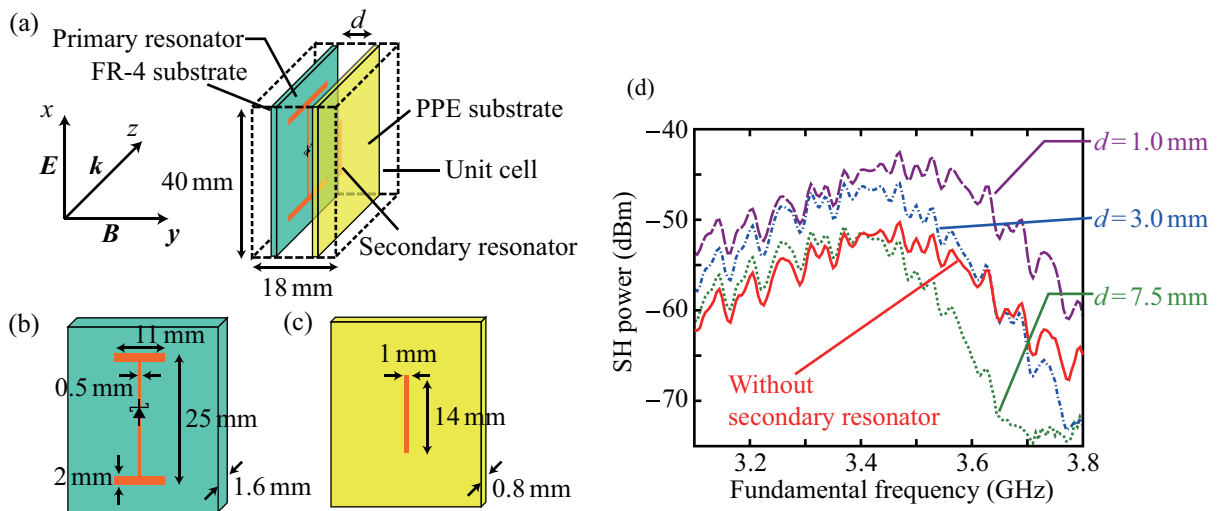 (a)
d
Primary resonator
FR-4 substrate
PPE substrate
x
z
E
k
40 mm
Unit cell
B
y
Secondary resonator
18 mm
(b)
11 mm
0.5 mm
25 mm
2 mm
1.6 mm
(c)
1 mm
14 mm
0.8 mm
(d)
SH power (dBm)
−40
−50
−60
−70
d = 1.0 mm
d = 3.0 mm
d = 7.5 mm
Without
secondary resonator
3.2 3.4 3.6 3.8
Fundamental frequency (GHz)